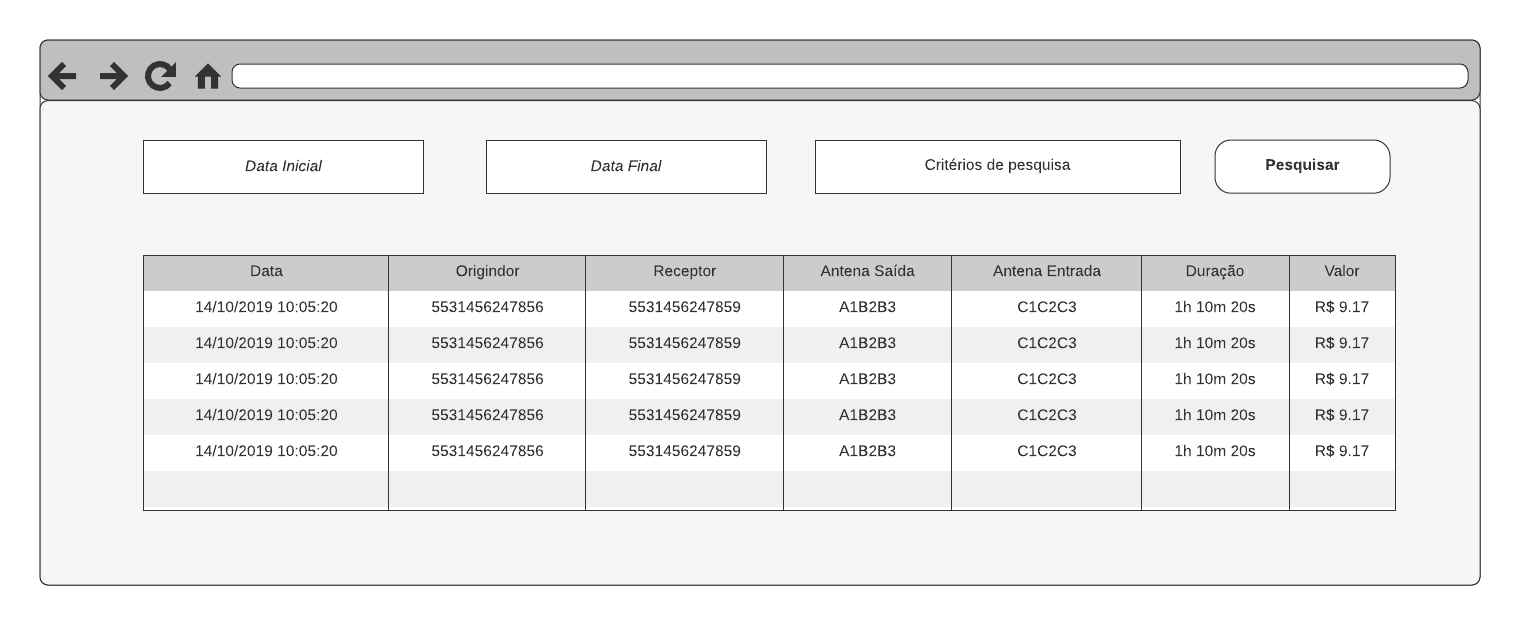 Data Inicial Data Final Critérios de pesquisa Pesquisar
Data Origindor Receptor Antena Saída Antena Entrada Duração Valor
14/10/2019 10:05:20 5531456247856 5531456247859 A1B2B3 C1C2C3 1h 10m 20s R$ 9.17
14/10/2019 10:05:20 5531456247856 5531456247859 A1B2B3 C1C2C3 1h 10m 20s R$ 9.17
14/10/2019 10:05:20 5531456247856 5531456247859 A1B2B3 C1C2C3 1h 10m 20s R$ 9.17
14/10/2019 10:05:20 5531456247856 5531456247859 A1B2B3 C1C2C3 1h 10m 20s R$ 9.17
14/10/2019 10:05:20 5531456247856 5531456247859 A1B2B3 C1C2C3 1h 10m 20s R$ 9.17